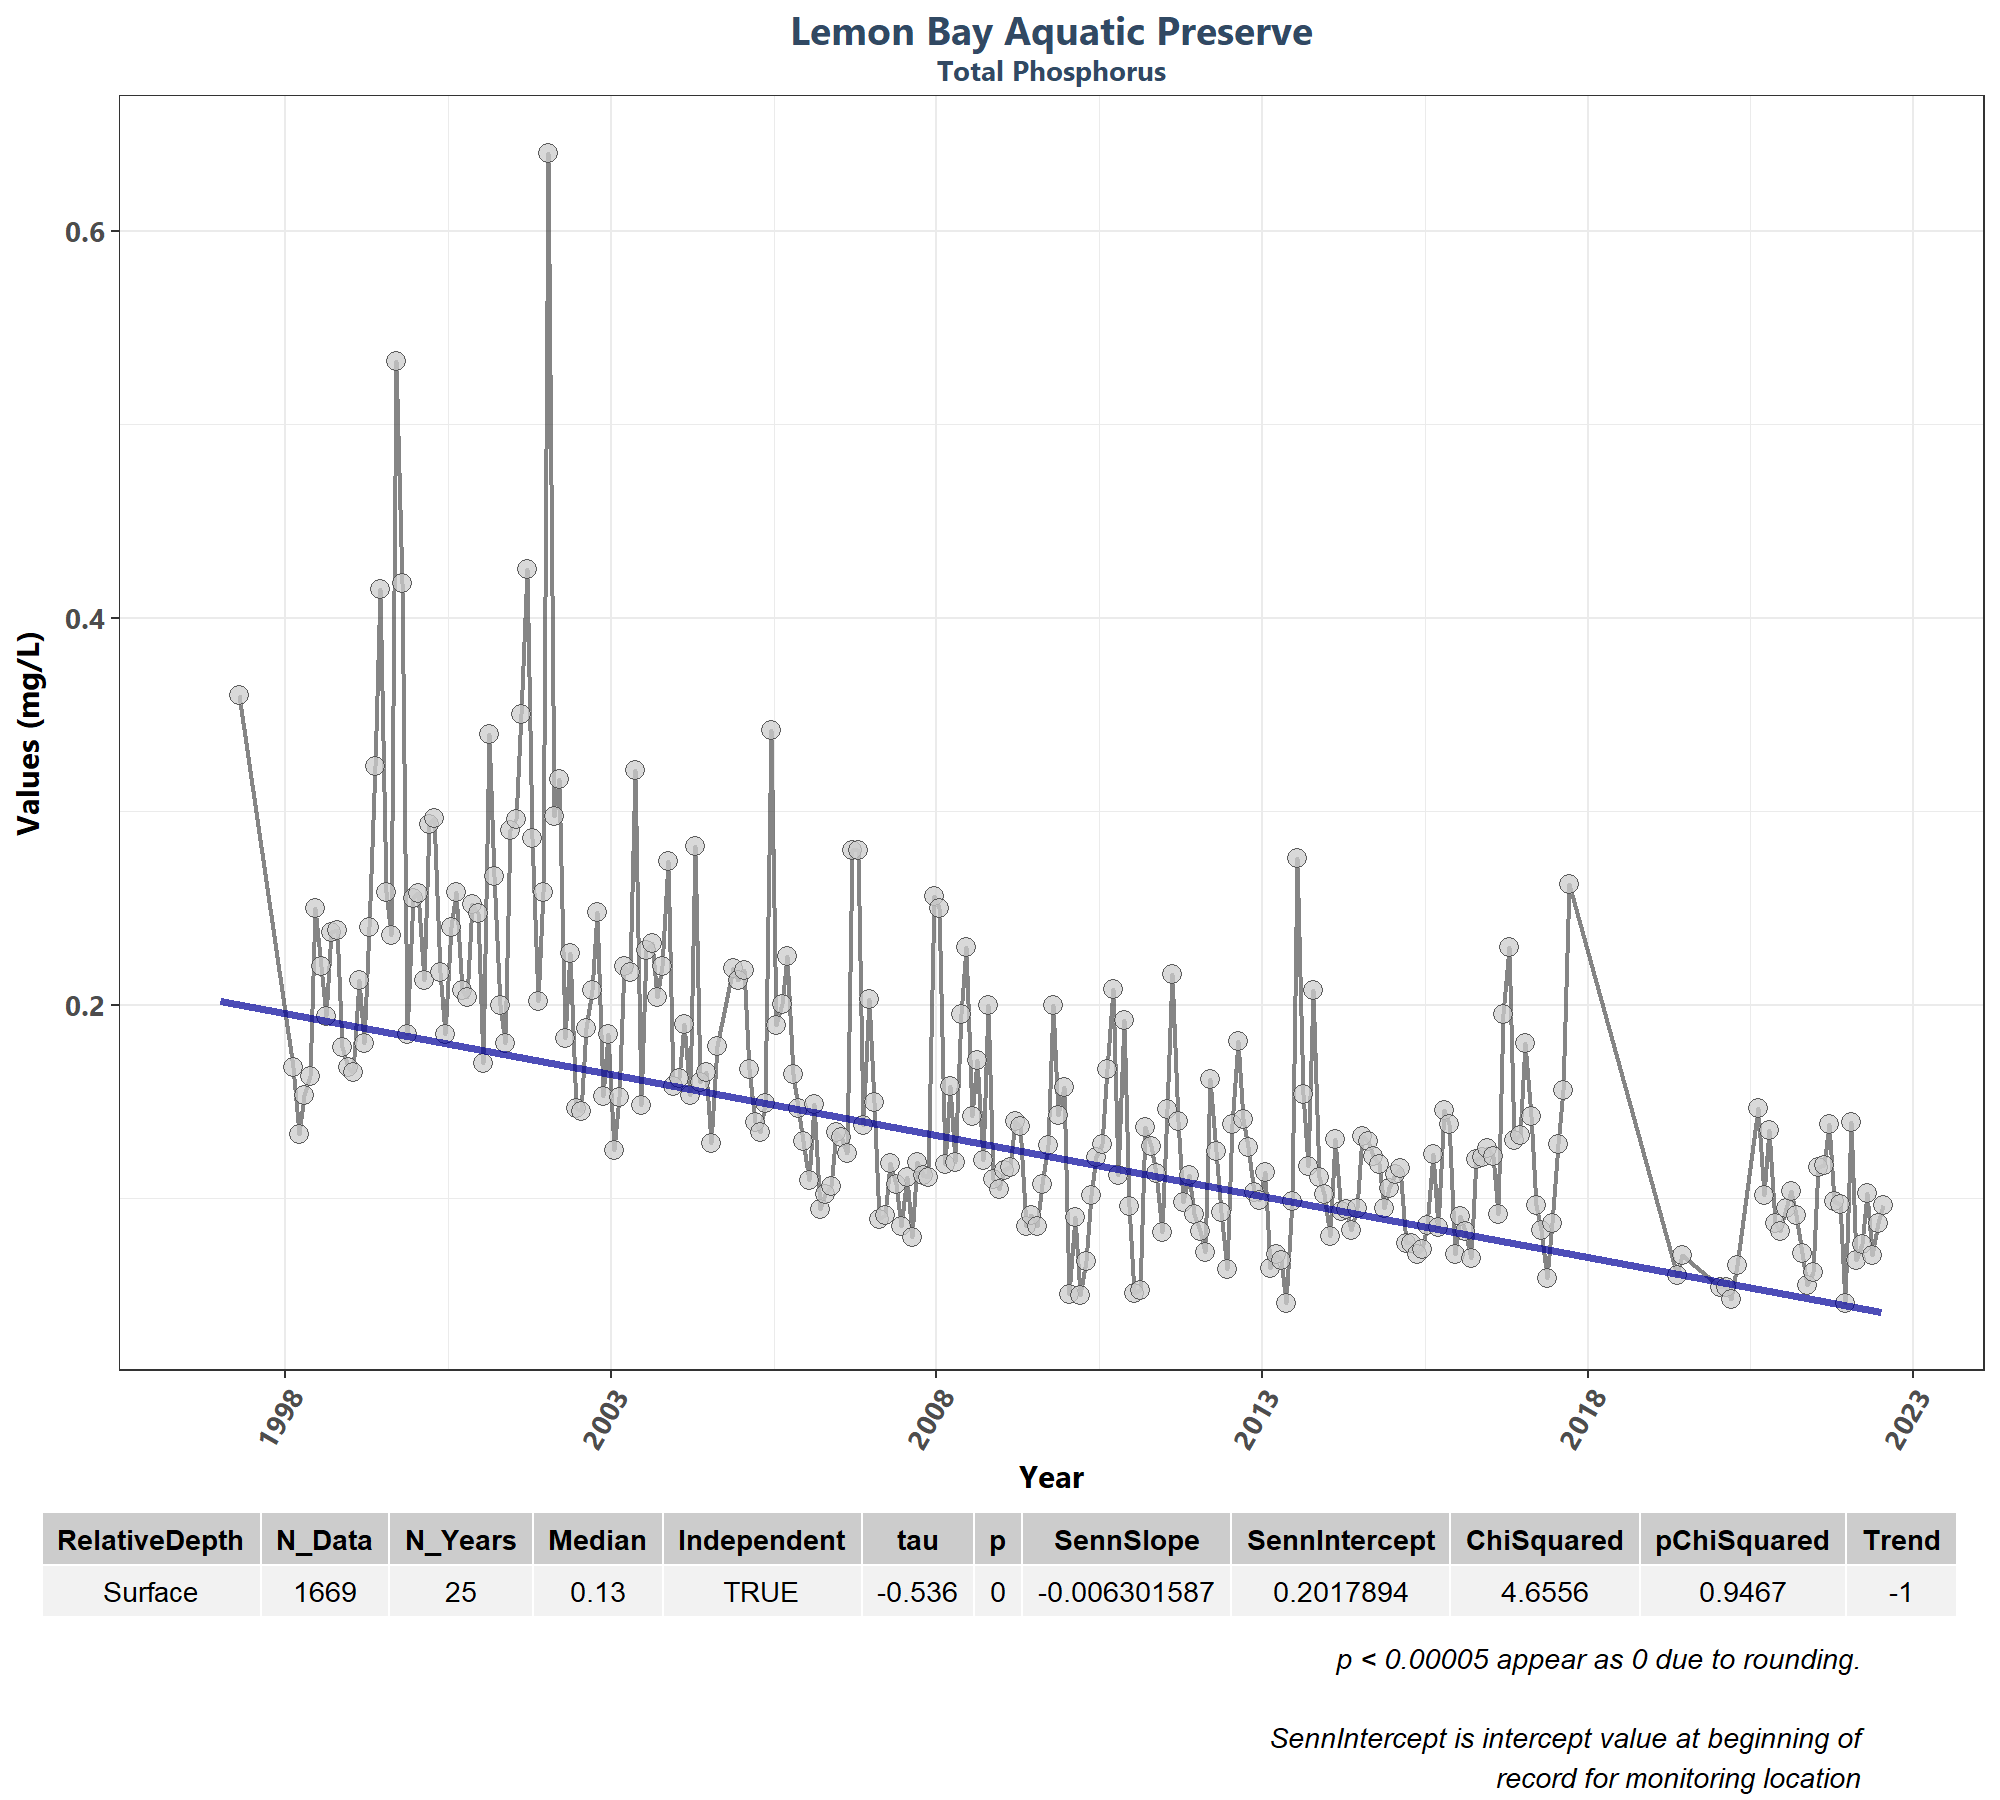 Lemon Bay Aquatic Preserve
Total Phosphorus
Values (mg/L)
0.6
0.4
0.2
1998 2003 2008 2013 2018 2023
Year
RelativeDepth N_Data N_Years Median Independent tau p SennSlope SennIntercept ChiSquared pChiSquared Trend
Surface 1669 25 0.13 TRUE -0.536 0 -0.006301587 0.2017894 4.6556 0.9467 -1
p < 0.00005 appear as 0 due to rounding.
SennIntercept is intercept value at beginning of
record for monitoring location